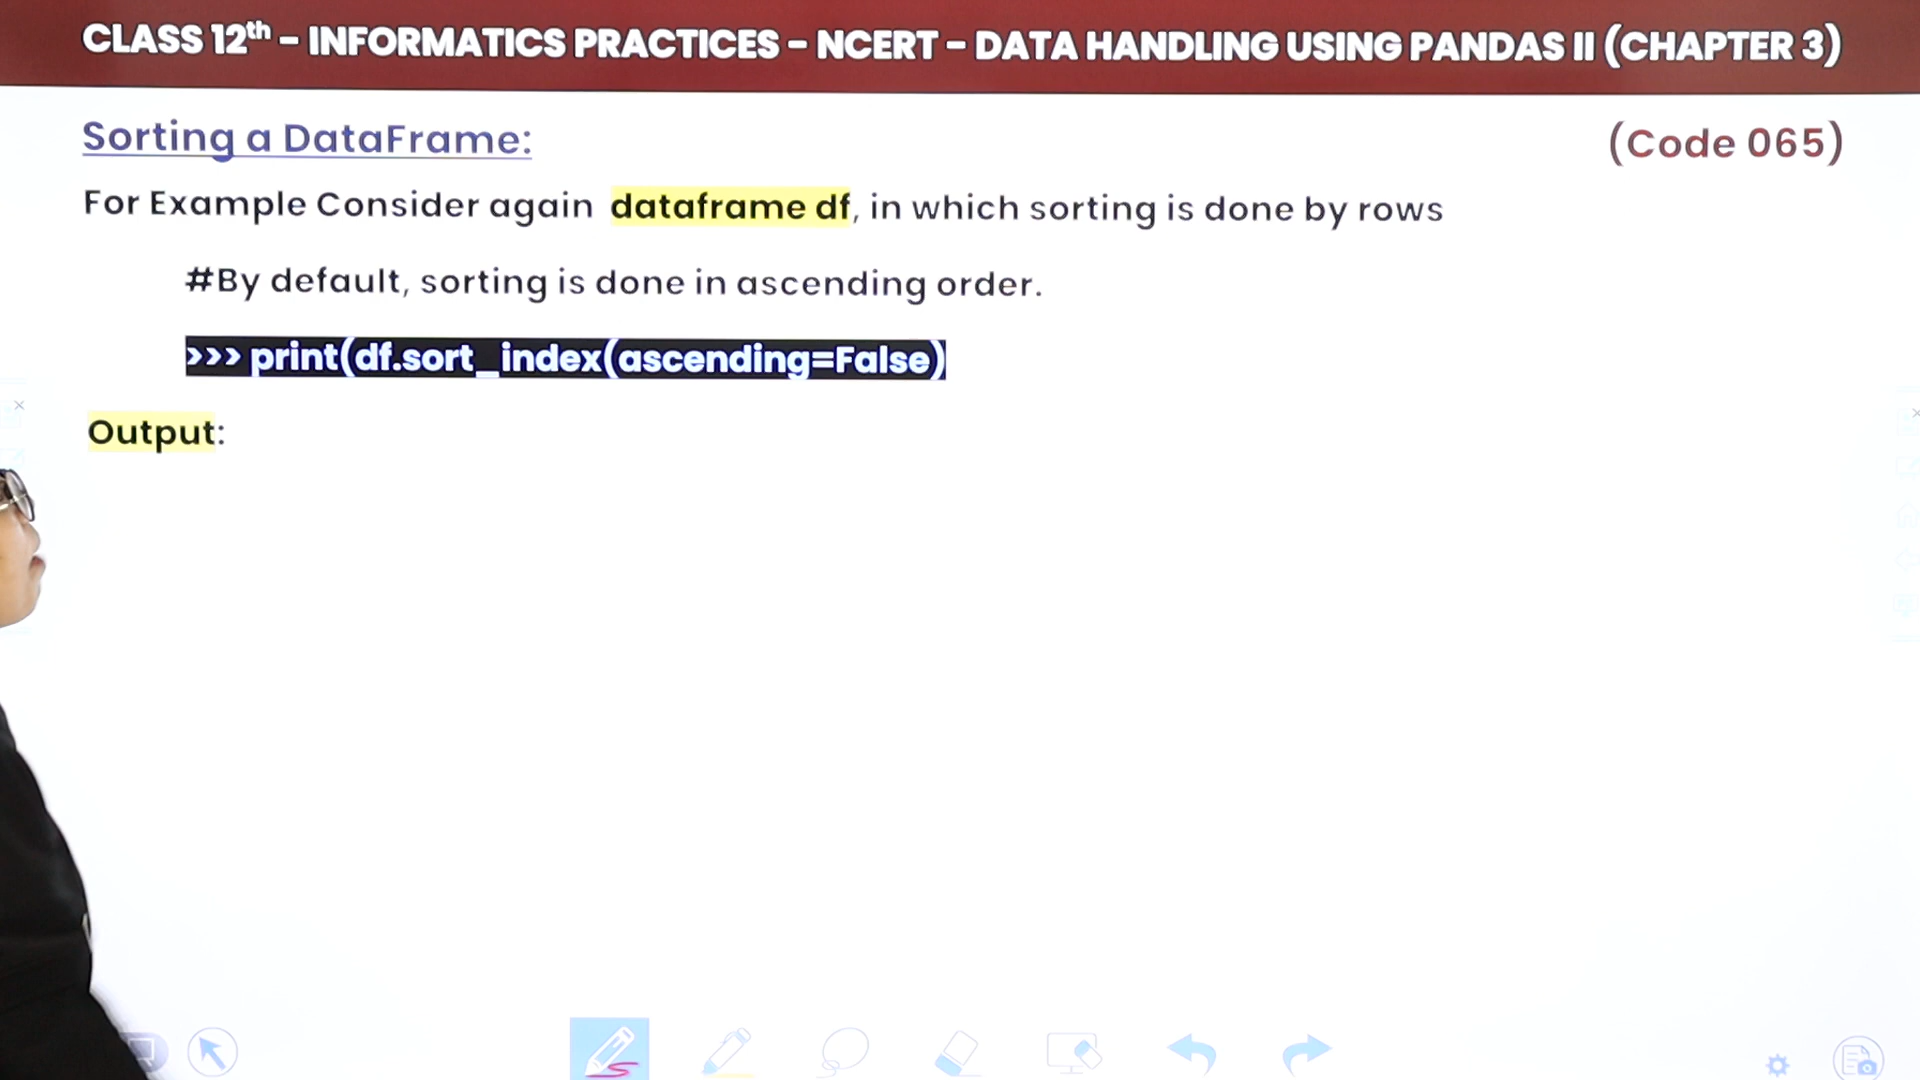 CLASS 12th - INFORMATICS PRACTICES - NCERT - DATA HANDLING USING PANDAS II (CHAPTER 3)
Sorting a DataFrame:
(Code 065)
For Example Consider again dataframe df, in which sorting is done by rows
#By default, sorting is done in ascending order.
>>> print(df.sort_index(ascending=False)
Output: